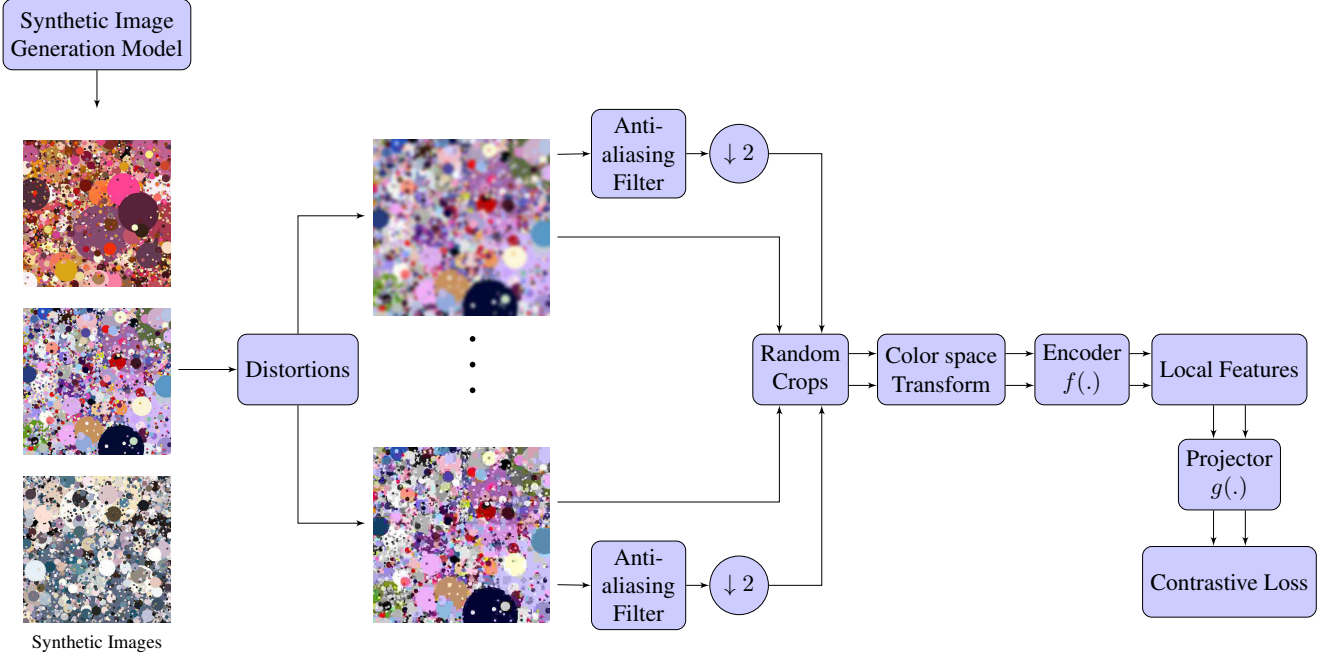 Synthetic Image
Generation Model
Synthetic Images
Distortions
Anti-
aliasing
Filter
↓ 2
Anti-
aliasing
Filter
↓ 2
Random
Crops
Color space
Transform
Encoder
f(.)
Local Features
Projector
g(.)
Contrastive Loss